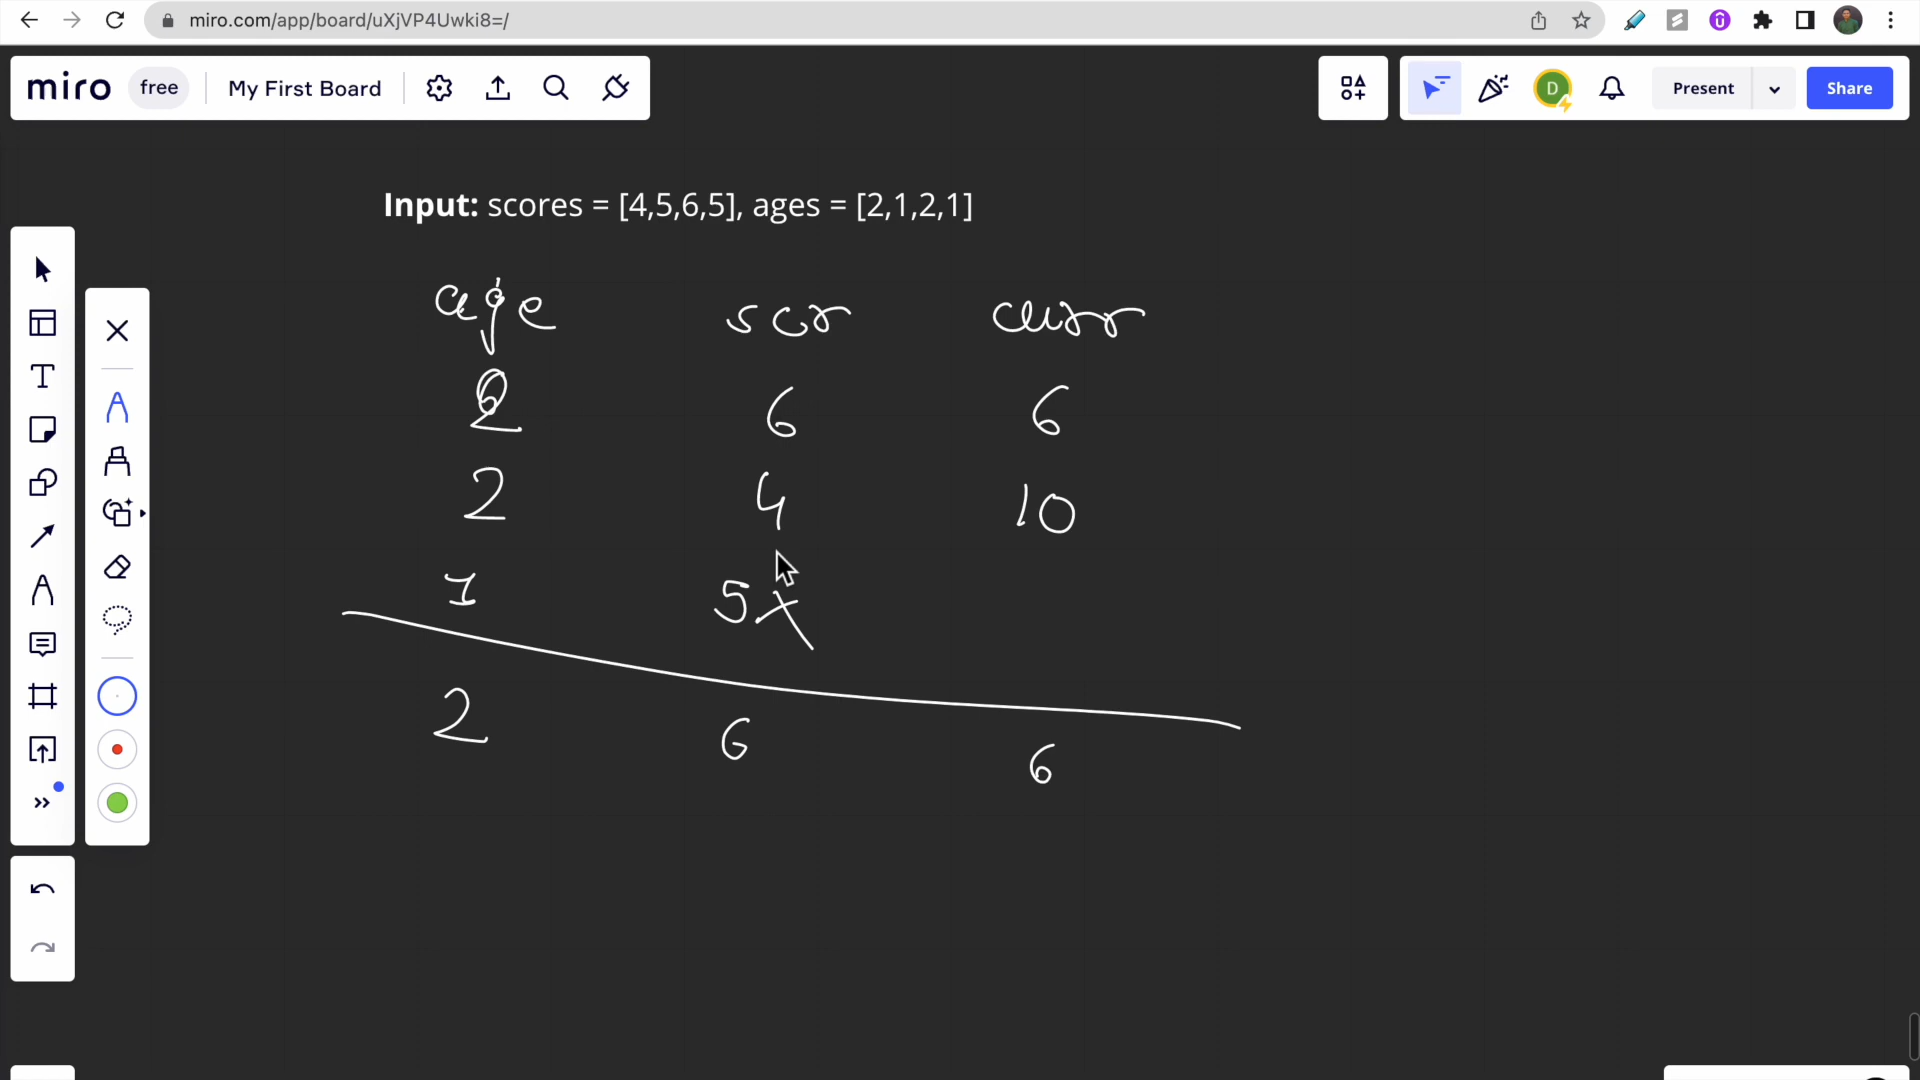 miro.com/app/board/uXjVP4Uwki8=/
miro free My First Board D Present Share
Input: scores = [4,5,6,5], ages = [2,1,2,1]
age scr curr
2 6 6
2 4 10
1 5 X
2 6 6